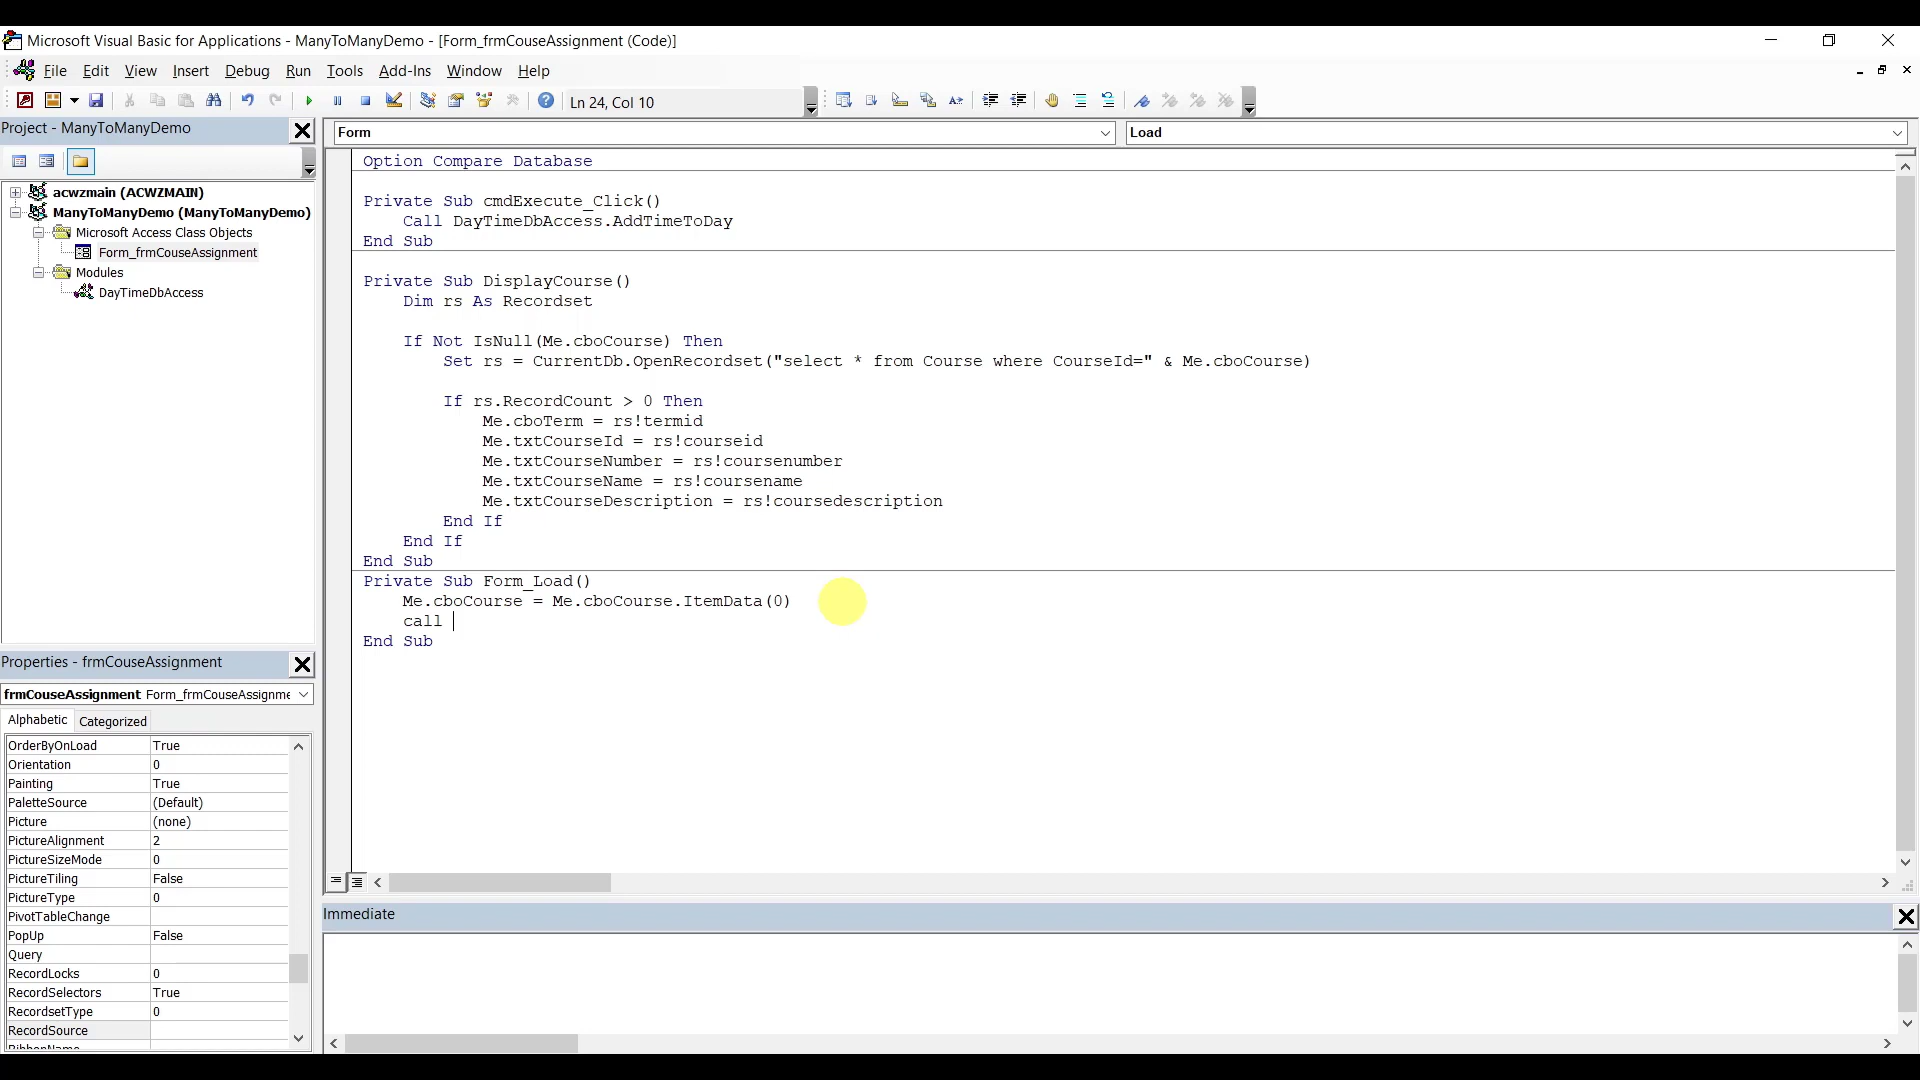 Microsoft Visual Basic for Applications - ManyToManyDemo - [Form_frmCouseAssignment (Code)]
File Edit View Insert Debug Run Tools Add-Ins Window Help
Ln 24, Col 10
Project - ManyToManyDemo
acwzmain (ACWZMAIN)
ManyToManyDemo (ManyToManyDemo)
Microsoft Access Class Objects
Form_frmCouseAssignment
Modules
DayTimeDbAccess
Form Load
Option Compare Database
Private Sub cmdExecute_Click()
Call DayTimeDbAccess.AddTimeToDay
End Sub
Private Sub DisplayCourse()
Dim rs As Recordset
If Not IsNull(Me.cboCourse) Then
Set rs = CurrentDb.OpenRecordset("select * from Course where CourseId=" & Me.cboCourse)
If rs.RecordCount > 0 Then
Me.cboTerm = rs!termid
Me.txtCourseId = rs!courseid
Me.txtCourseNumber = rs!coursenumber
Me.txtCourseName = rs!coursename
Me.txtCourseDescription = rs!coursedescription
End If
End If
End Sub
Private Sub Form_Load()
Me.cboCourse = Me.cboCourse.ItemData(0)
call
End Sub
Properties - frmCouseAssignment
frmCouseAssignment Form_frmCouseAssignme
Alphabetic Categorized
OrderByOnLoad True
Orientation 0
Painting True
PaletteSource (Default)
Picture (none)
PictureAlignment 2
PictureSizeMode 0
PictureTiling False
PictureType 0
PivotTableChange
PopUp False
Query
RecordLocks 0
RecordSelectors True
RecordsetType 0
RecordSource
Immediate